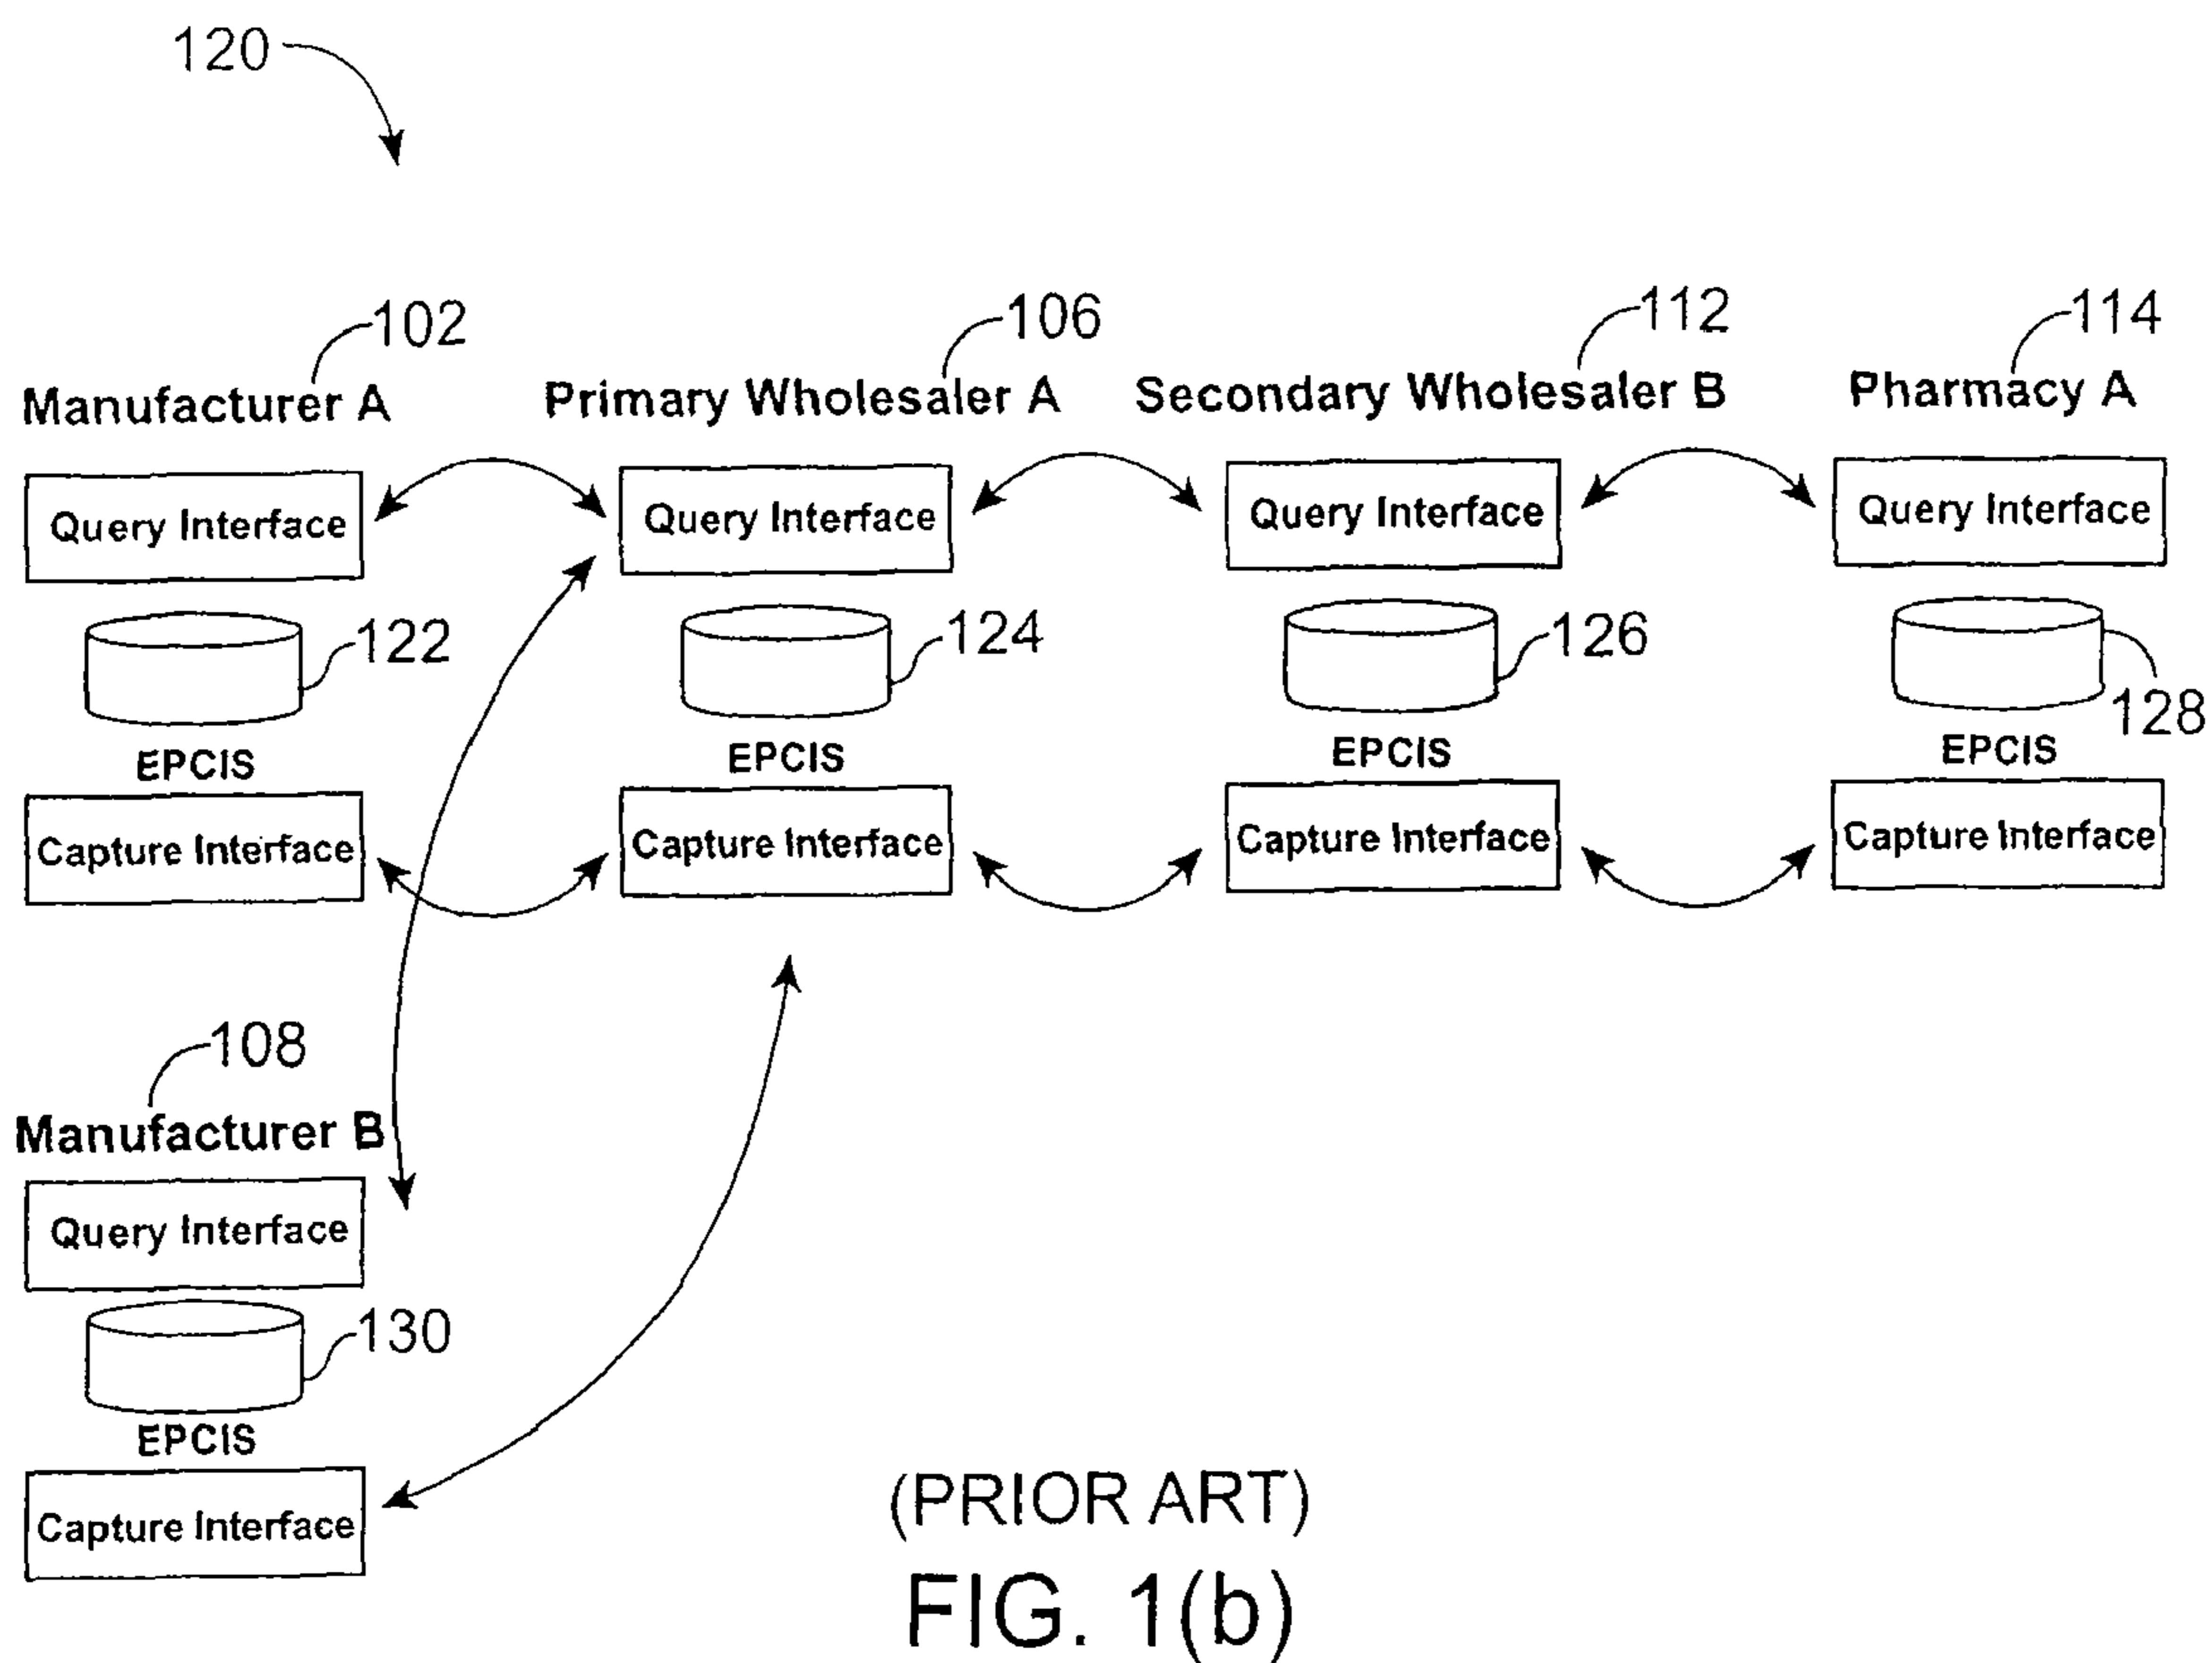 120
102
106
112
114
Manufacturer A
Primary Wholesaler A
Secondary Wholesaler B
Pharmacy A
Query Interface
Query Interface
Query Interface
Query Interface
122
124
126
128
EPCIS
EPCIS
EPCIS
EPCIS
Capture Interface
Capture Interface
Capture Interface
Capture Interface
108
Manufacturer B
Query Interface
130
EPCIS
Capture Interface
(PRIOR ART)
FIG. 1(b)